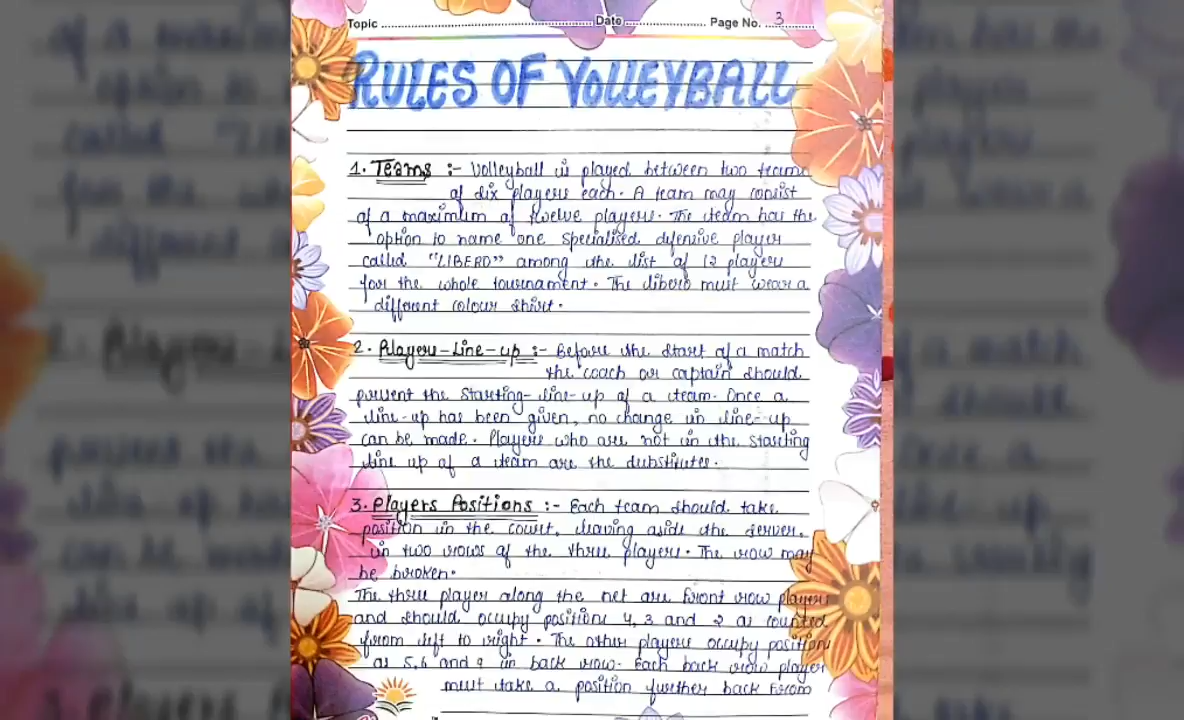 Topic Date Page No. 3
RULES OF VOLLEYBALL
1. Teams :- Volleyball is played between two teams
of six players each. A team may consist
of a maximum of twelve players. The team has the
option to name one specialised defensive player
called "LIBERO" among the list of 12 players
for the whole tournament. The libero must wear a
different colour shirt.
2. Players-Line-up :- Before the start of a match
the coach or captain should
present the starting-line-up of a team. Once a
line-up has been given, no change in line-up
can be made. Players who are not in the starting
line up of a team are the substitutes.
3. Players Positions :- Each team should take
position in the court, leaving aside the server,
in two rows of the three players. The row may
be broken.
The three player along the net are front row players
and should occupy position 4, 3 and 2 as counted
from left to right. The other players occupy position
as 5,6 and 9 in back row. Each back row player
must take a position further back from